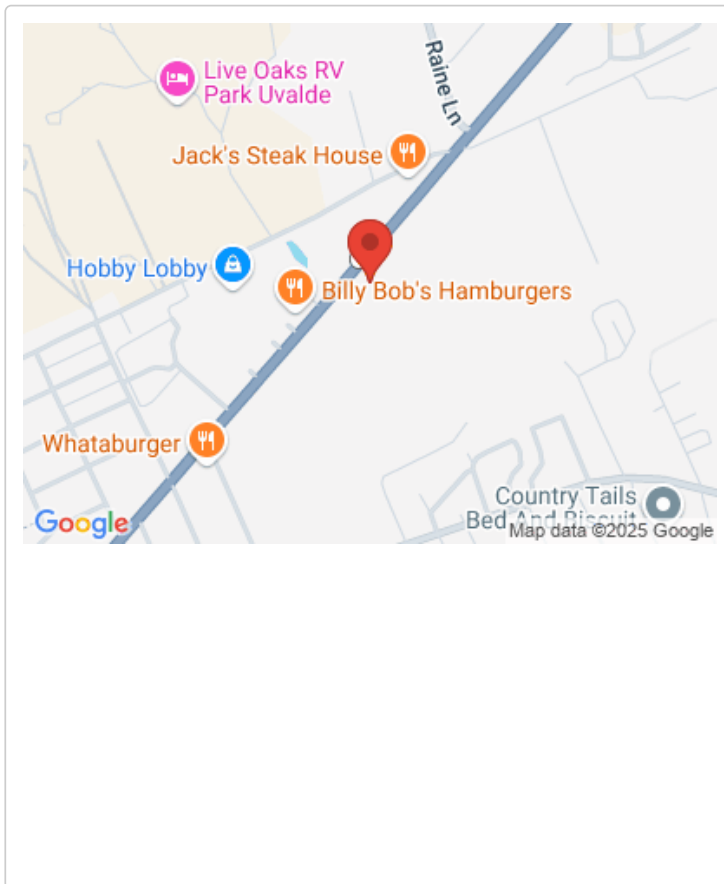 Live Oaks RV
Park Uvalde
Raine Ln
Jack's Steak House
Hobby Lobby
Billy Bob's Hamburgers
Whataburger
Country Tails
Bed And Biscuit
Google
Map data ©2025 Google